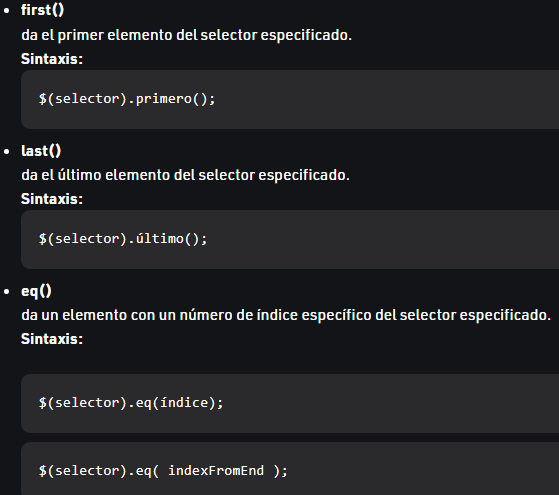 first()
da el primer elemento del selector especificado.
Sintaxis:
$(selector).primero();
last()
da el último elemento del selector especificado.
Sintaxis:
$(selector).último();
eq()
da un elemento con un número de índice específico del selector especificado.
Sintaxis:
$(selector).eq(índice);
$(selector).eq( indexFromEnd );